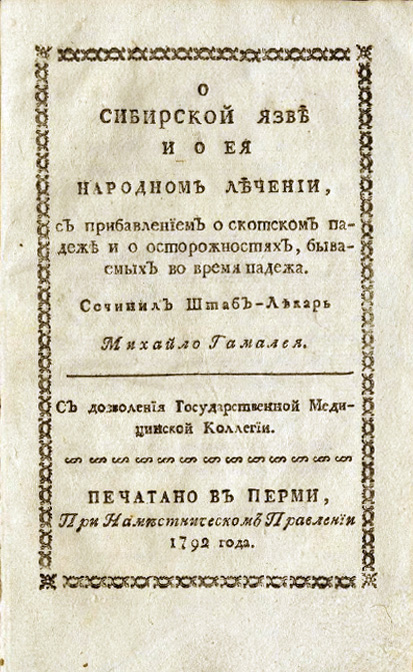 О
СИБИРСКОЙ ЯЗВѢ
И О ЕЯ
НАРОДНОМЪ ЛѢЧЕНІИ,
съ прибавленіемъ о скотскомъ па-
дежѣ и о осторожностяхъ, быва-
емыхъ во время падежа.
Сочинилъ Штабъ-Лѣкарь
Михайло Гамалея.
Съ дозволенія Государственной Меди-
цинской Коллегіи.
ПЕЧАТАНО ВЪ ПЕРМИ,
При Намѣстническомъ Правленіи
1792 года.